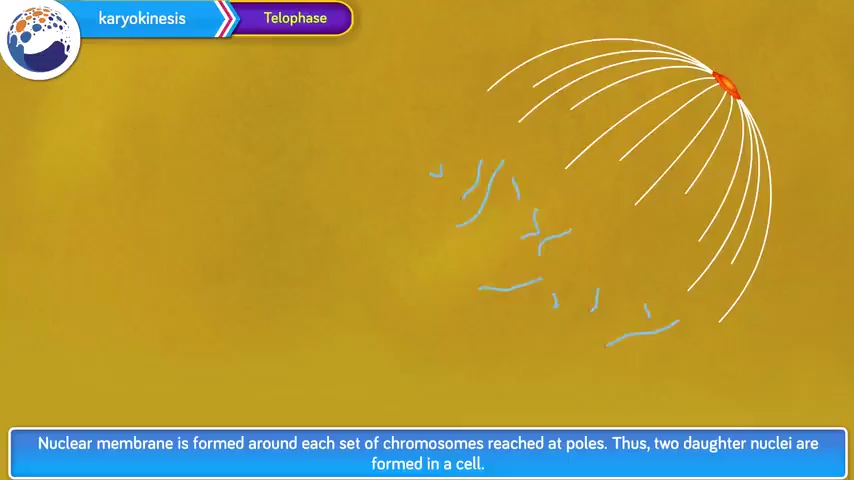 karyokinesis
Telophase
Nuclear membrane is formed around each set of chromosomes reached at poles. Thus, two daughter nuclei are
formed in a cell.